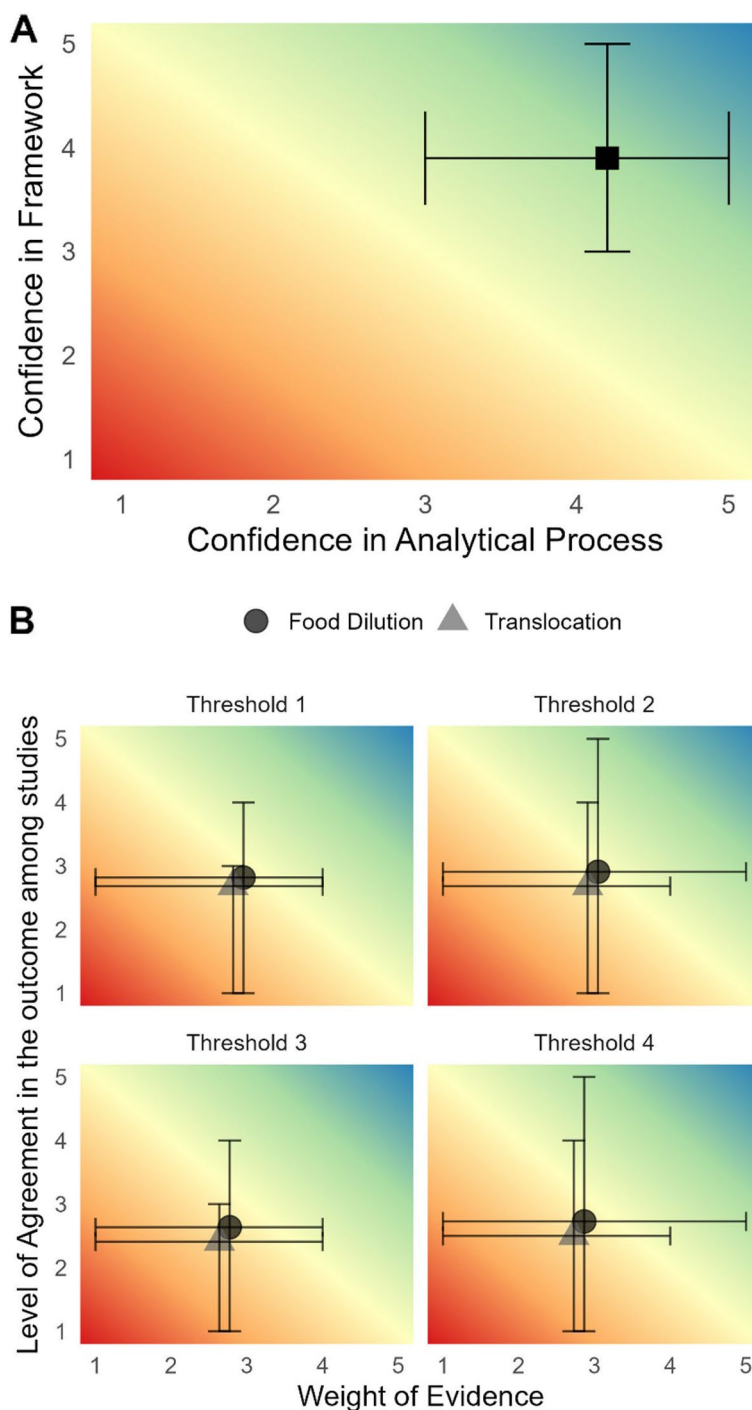 A
Confidence in Framework
5
4
3
2
1
1 2 3 4 5
Confidence in Analytical Process
B
Food Dilution Translocation
Level of Agreement in the outcome among studies
Threshold 1 Threshold 2
5
4
3
2
1
Threshold 3 Threshold 4
5
4
3
2
1
1 2 3 4 5 1 2 3 4 5
Weight of Evidence